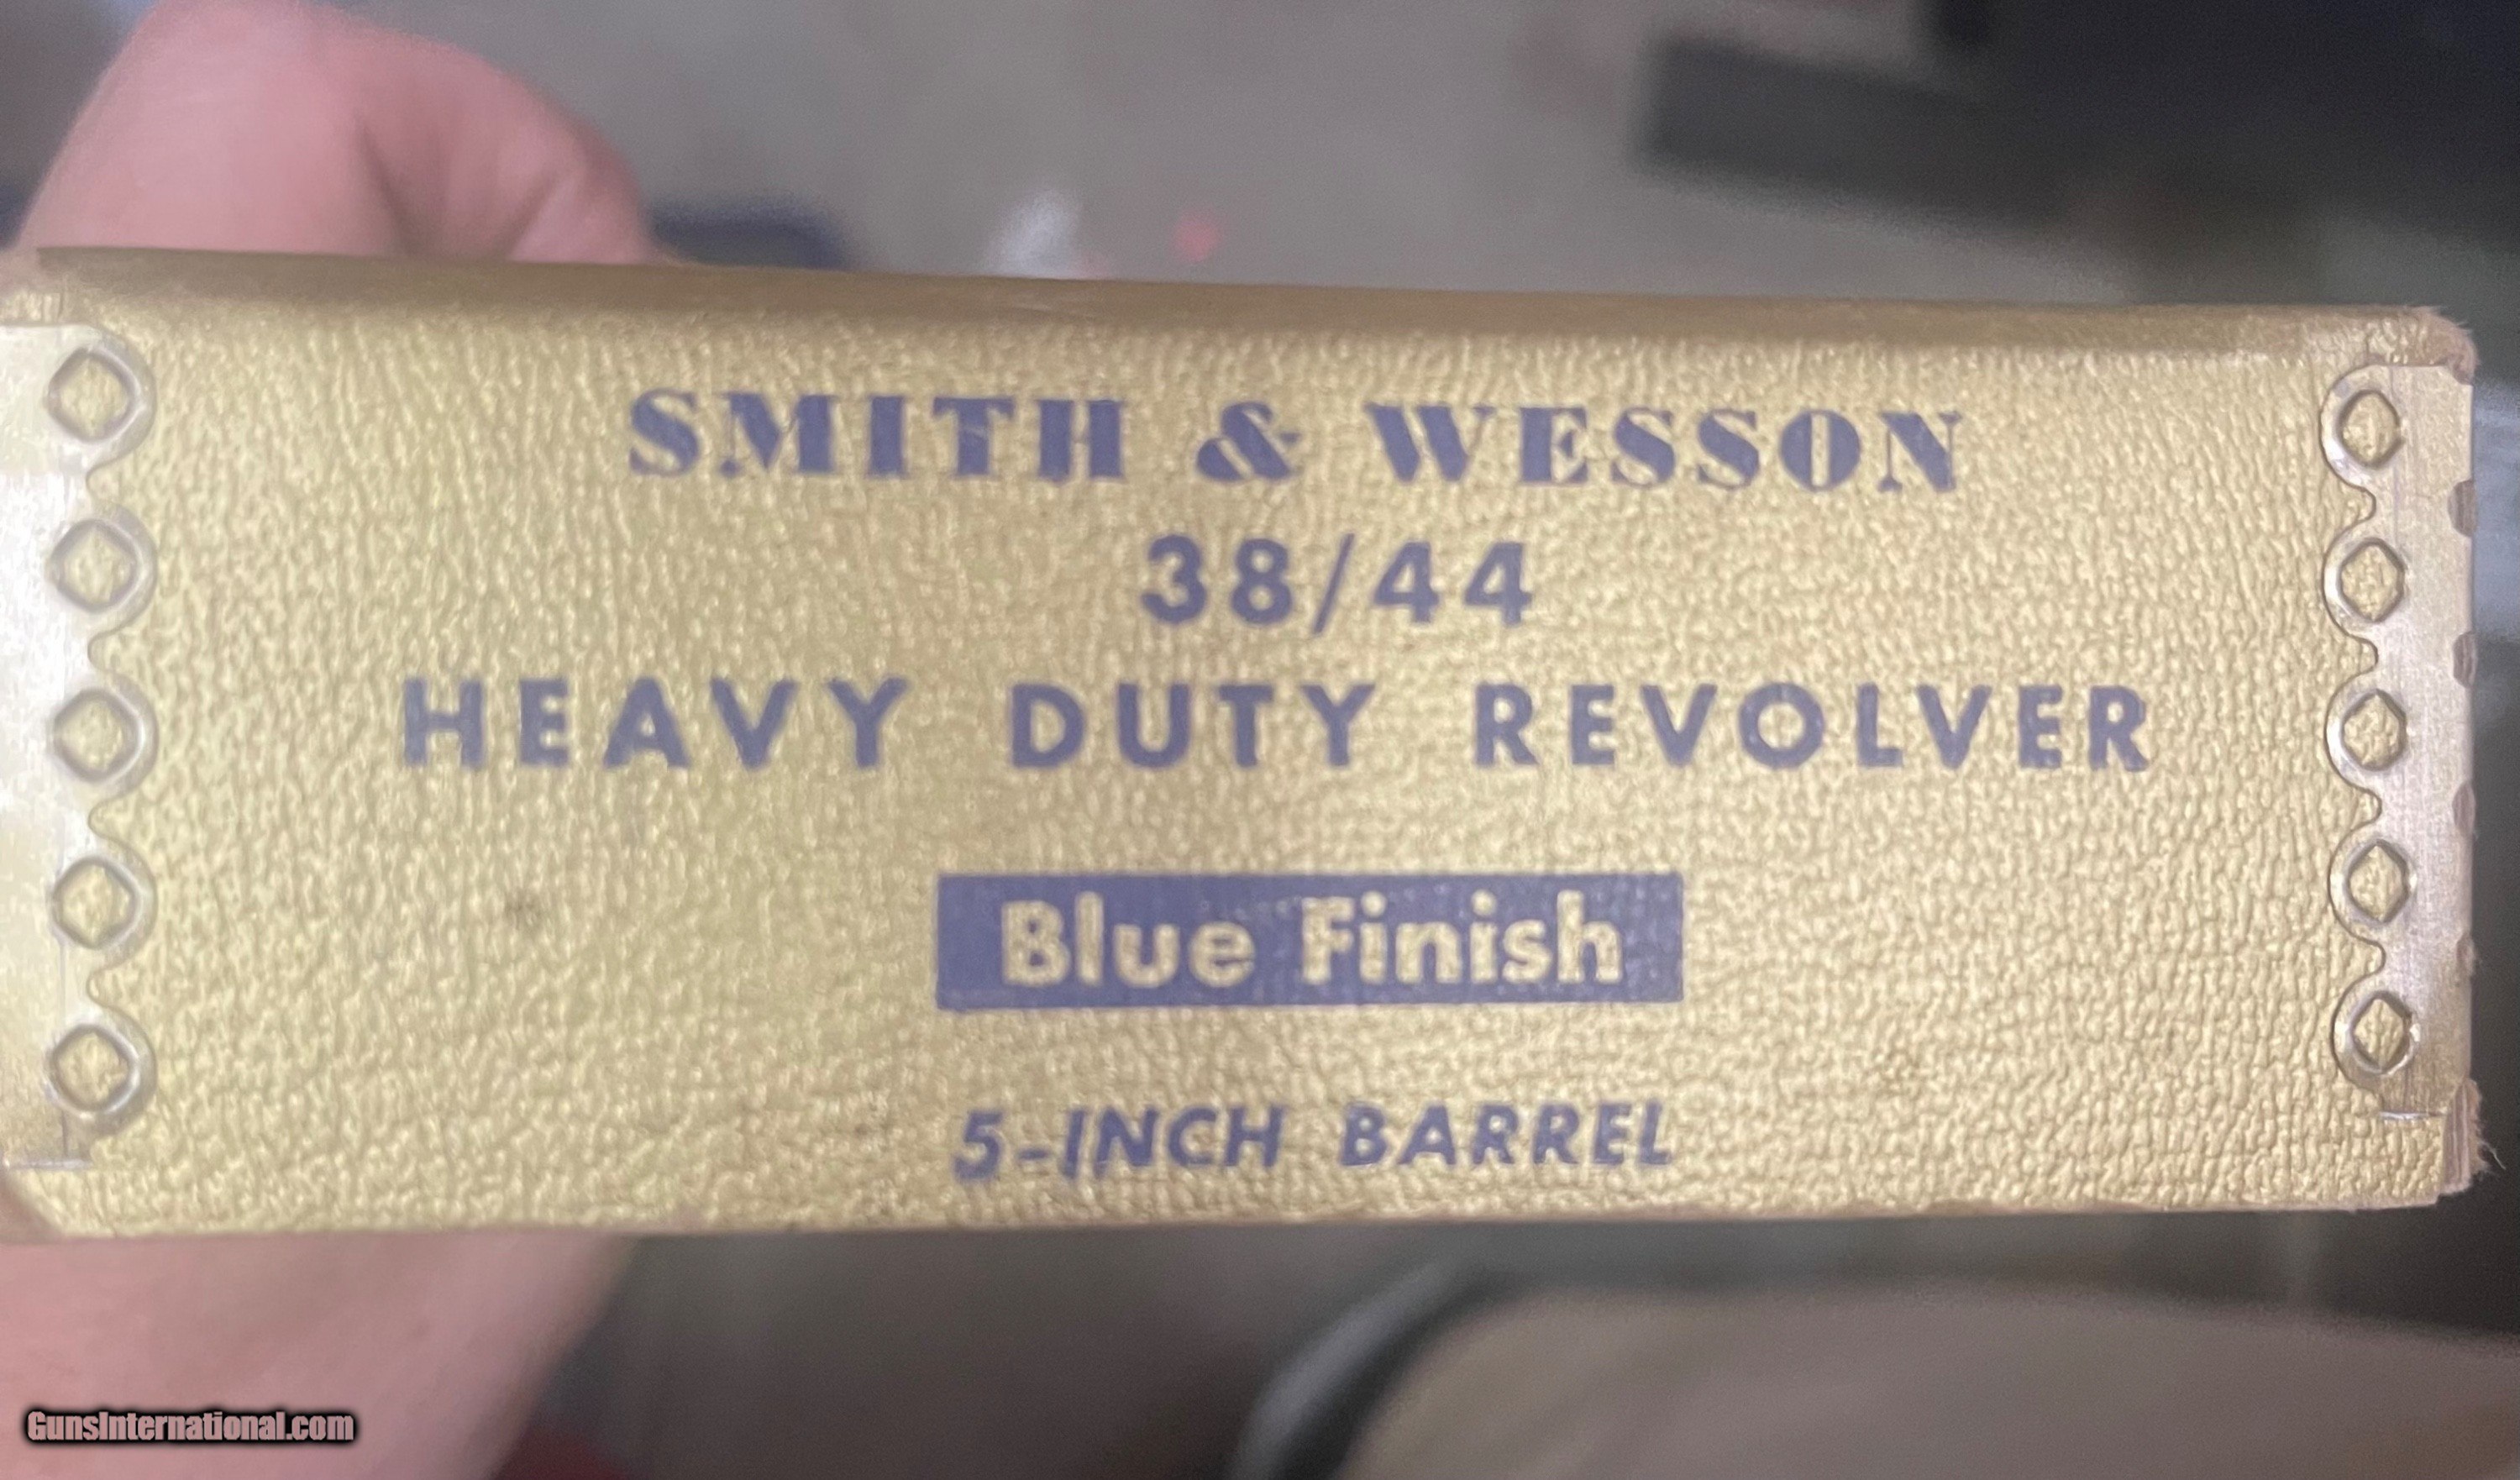 SMITH & WESSON
38/44
HEAVY DUTY REVOLVER
Blue Finish
5-INCH BARREL
GunsInternational.com